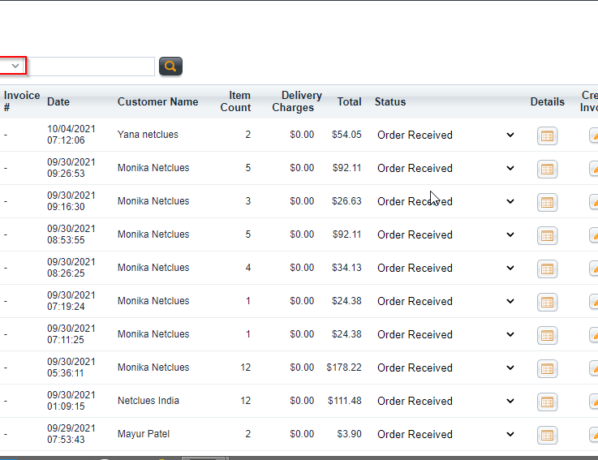 Invoice # Date Customer Name Item Count Delivery Charges Total Status Details
- 10/04/2021 07:12:06 Yana netclues 2 $0.00 $54.05 Order Received
- 09/30/2021 09:26:53 Monika Netclues 5 $0.00 $92.11 Order Received
- 09/30/2021 09:16:30 Monika Netclues 3 $0.00 $26.63 Order Received
- 09/30/2021 08:53:55 Monika Netclues 5 $0.00 $92.11 Order Received
- 09/30/2021 08:26:25 Monika Netclues 4 $0.00 $34.13 Order Received
- 09/30/2021 07:19:24 Monika Netclues 1 $0.00 $24.38 Order Received
- 09/30/2021 07:11:25 Monika Netclues 1 $0.00 $24.38 Order Received
- 09/30/2021 05:36:11 Monika Netclues 12 $0.00 $178.22 Order Received
- 09/30/2021 01:09:15 Netclues India 12 $0.00 $111.48 Order Received
- 09/29/2021 07:53:43 Mayur Patel 2 $0.00 $3.90 Order Received